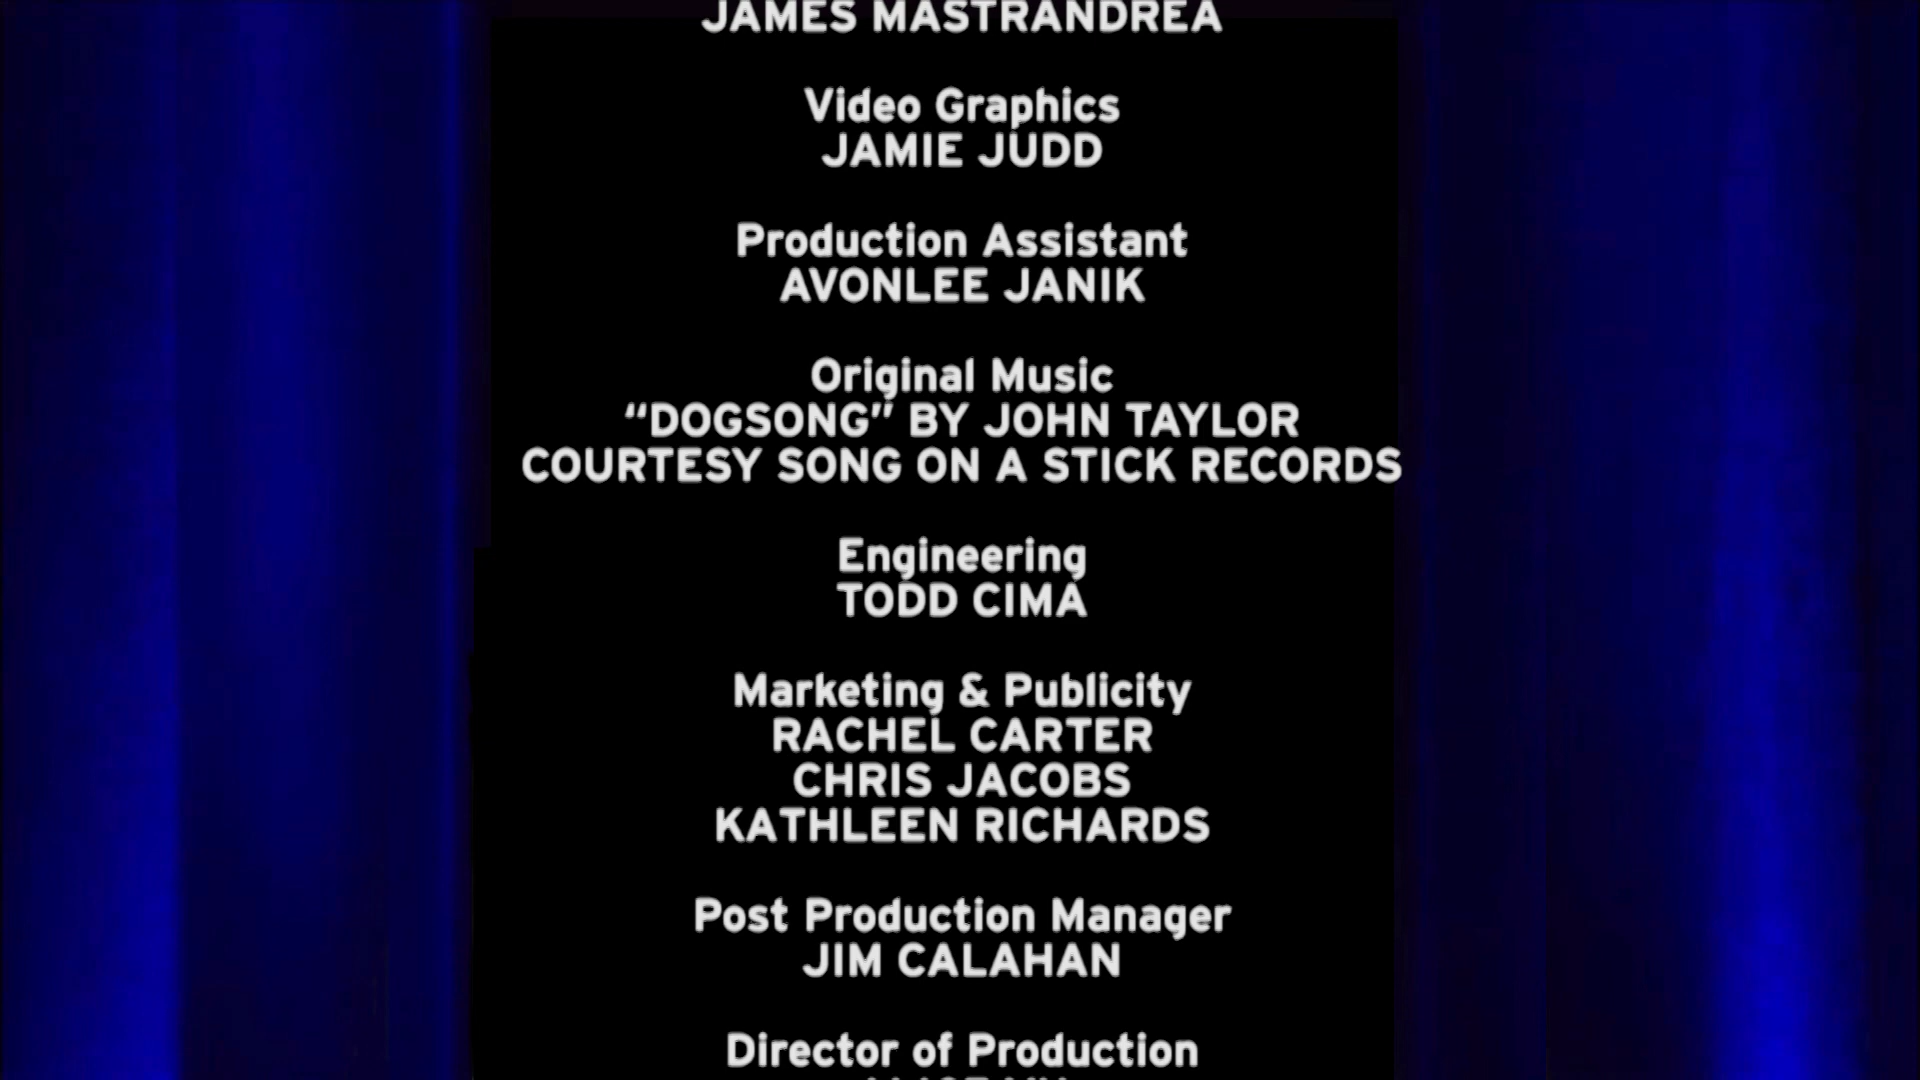 JAMES MASTRANDREA
Video Graphics
JAMIE JUDD
Production Assistant
AVONLEE JANIK
Original Music
“DOGSONG” BY JOHN TAYLOR
COURTESY SONG ON A STICK RECORDS
Engineering
TODD CIMA
Marketing & Publicity
RACHEL CARTER
CHRIS JACOBS
KATHLEEN RICHARDS
Post Production Manager
JIM CALAHAN
Director of Production